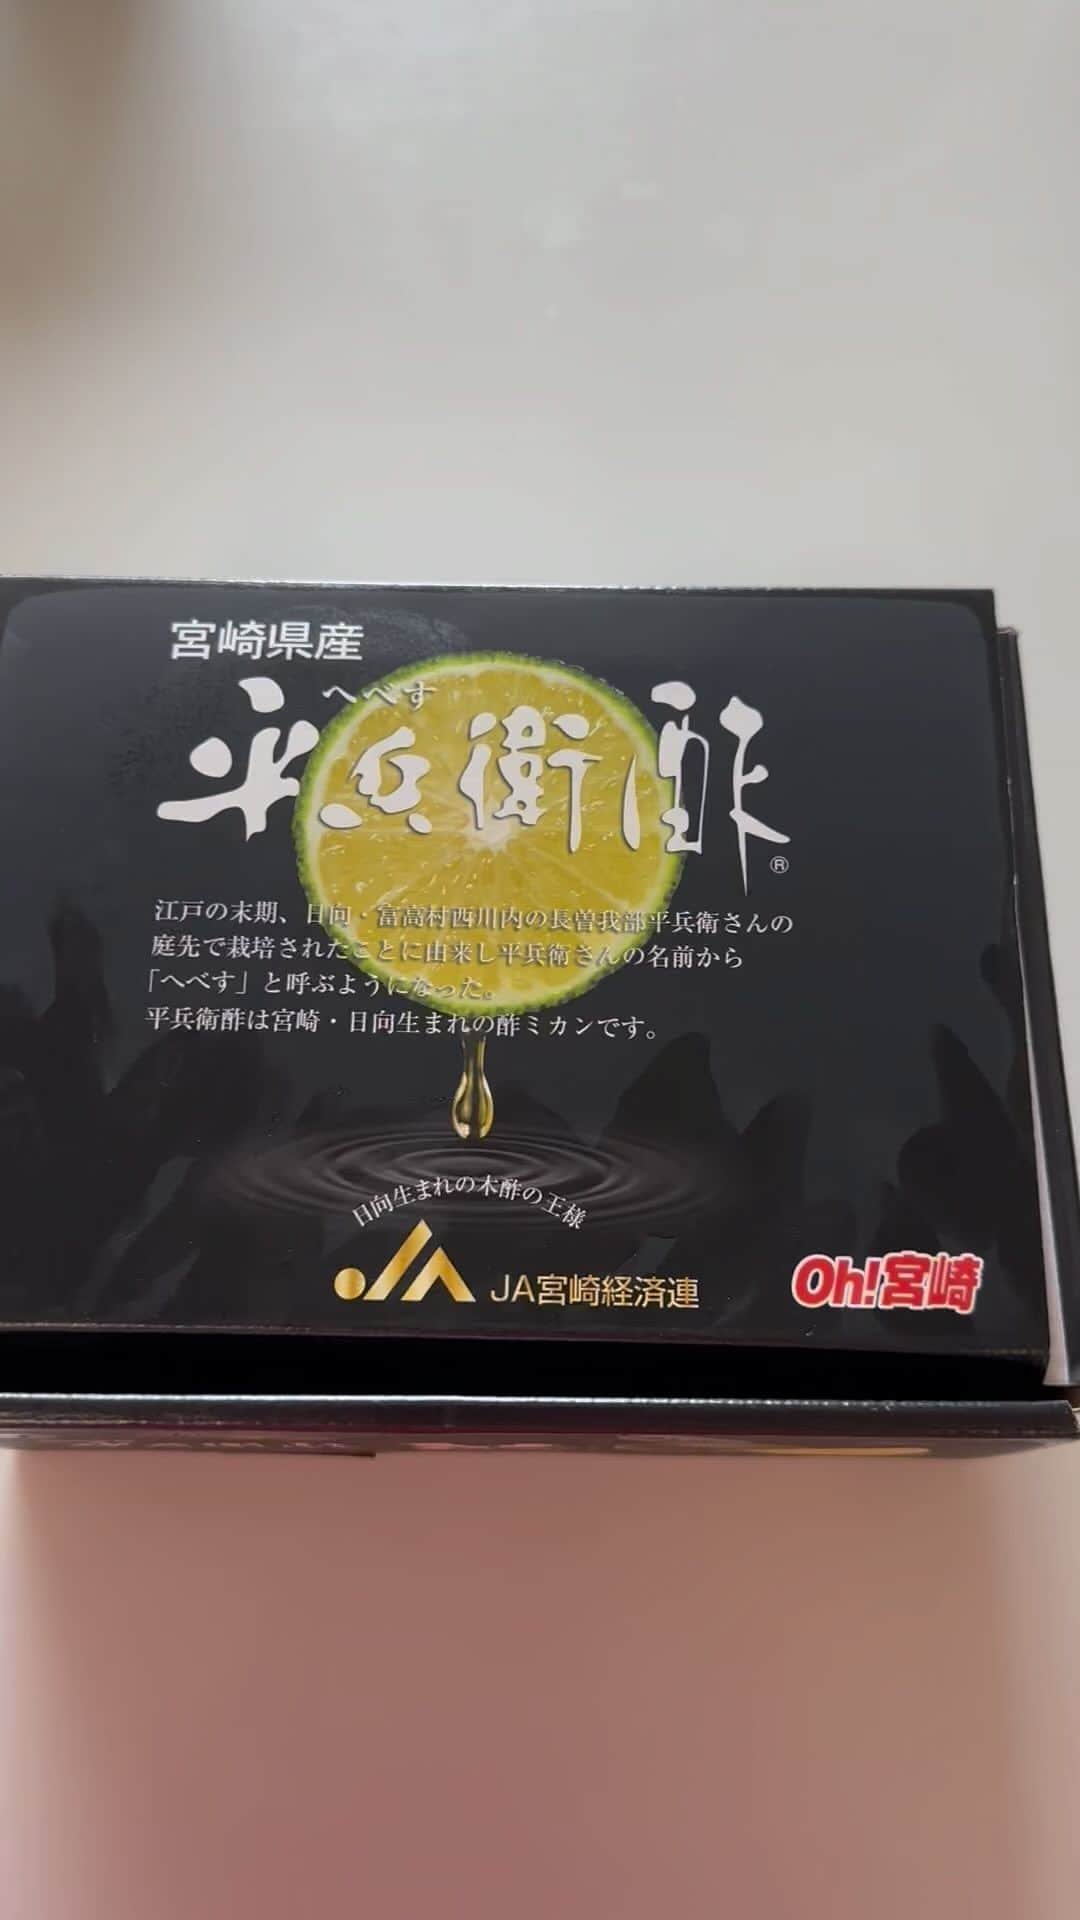 宮崎県産
へべす
平兵衛酢®
江戸の末期、日向・富高村西川内の長曽我部平兵衛さんの
庭先で栽培されたことに由来し平兵衛さんの名前から
「へべす」と呼ぶようになった。
平兵衛酢は宮崎・日向生まれの酢ミカンです。
日向生まれの木酢の王様
JA宮崎経済連
Oh!宮崎